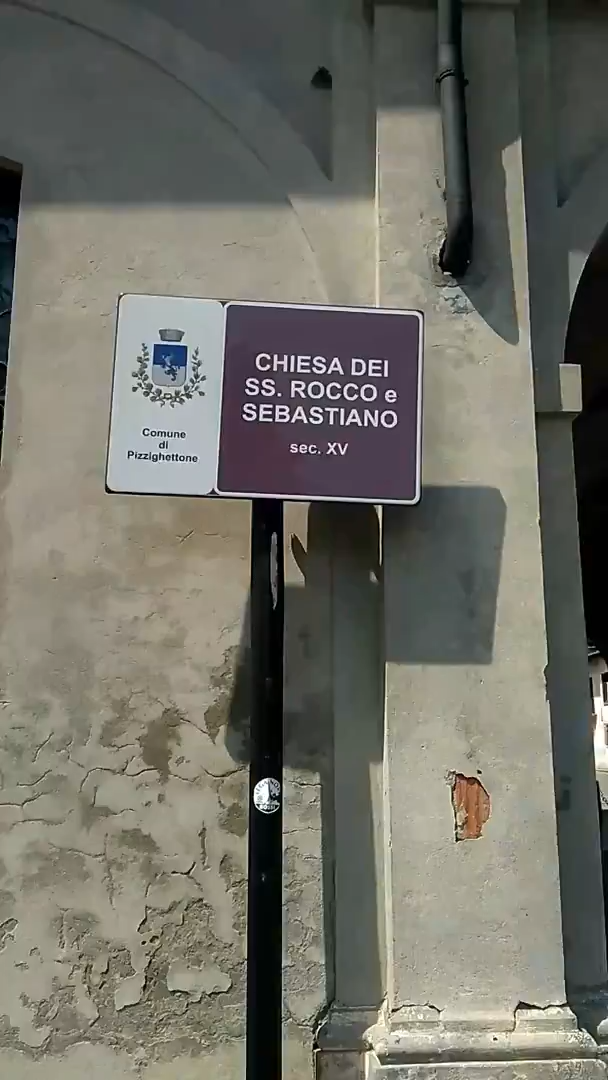 Comune
di
Pizzighettone
CHIESA DEI
SS. ROCCO e
SEBASTIANO
sec. XV